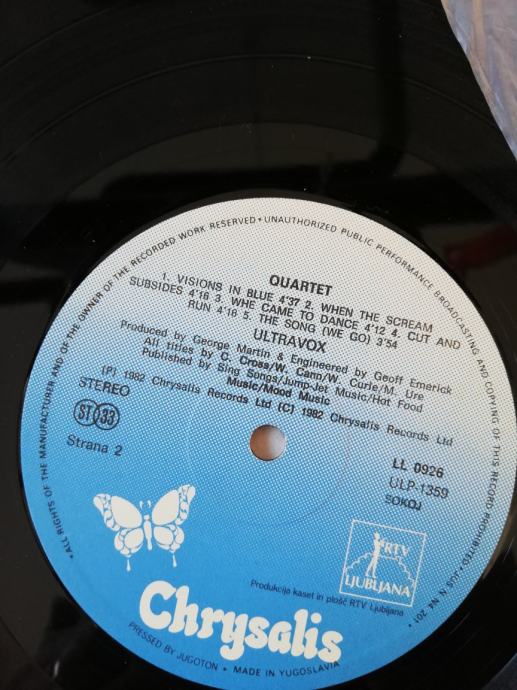 •ALL RIGHTS OF THE MANUFACTURER AND OF THE OWNER OF THE RECORDED WORK RESERVED•UNAUTHORIZED PUBLIC PERFORMANCE BROADCASTING AND COPYING OF THIS RECORD PROHIBITED•JUS N N4 201•
QUARTET
1. VISIONS IN BLUE 4'37 2. WHEN THE SCREAM
SUBSIDES 4'16 3. WHE CAME TO DANCE 4'12 4. CUT AND
RUN 4'16 5. THE SONG (WE GO) 3'54
ULTRAVOX
Produced by George Martin & Engineered by Geoff Emerick
All titles by C. Cross/W. Cann/W. Curle/M. Ure
Published by Sing Songs/Jump-Jet Music/Hot Food
Music/Mood Music
(P) 1982 Chrysalis Records Ltd (C) 1982 Chrysalis Records Ltd
STEREO
ST 33
Strana 2
LL 0926
ULP-1359
SOKOJ
RTV
LJUBLJANA
Produkcija kaset in plošč RTV Ljubljana
Chrysalis
PRESSED BY JUGOTON • MADE IN YUGOSLAVIA